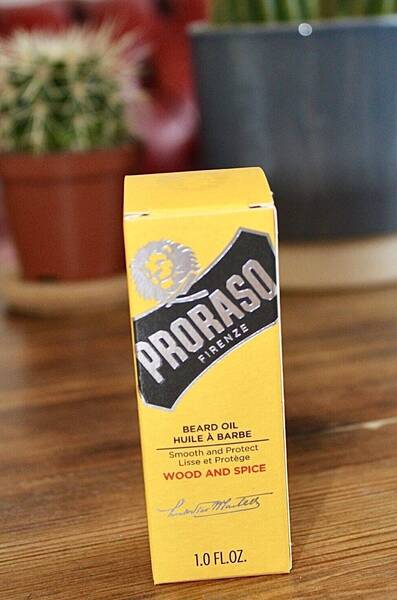 PRORASO
FIRENZE
BEARD OIL
HUILE À BARBE
Smooth and Protect
Lisse et Protège
WOOD AND SPICE
1.0 FL.OZ.